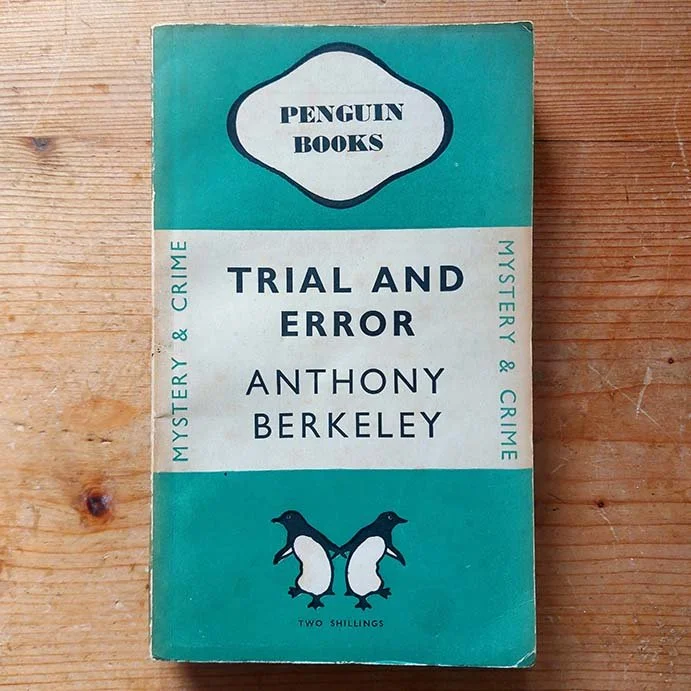 PENGUIN
BOOKS
MYSTERY & CRIME
TRIAL AND
ERROR
ANTHONY
BERKELEY
MYSTERY & CRIME
TWO SHILLINGS